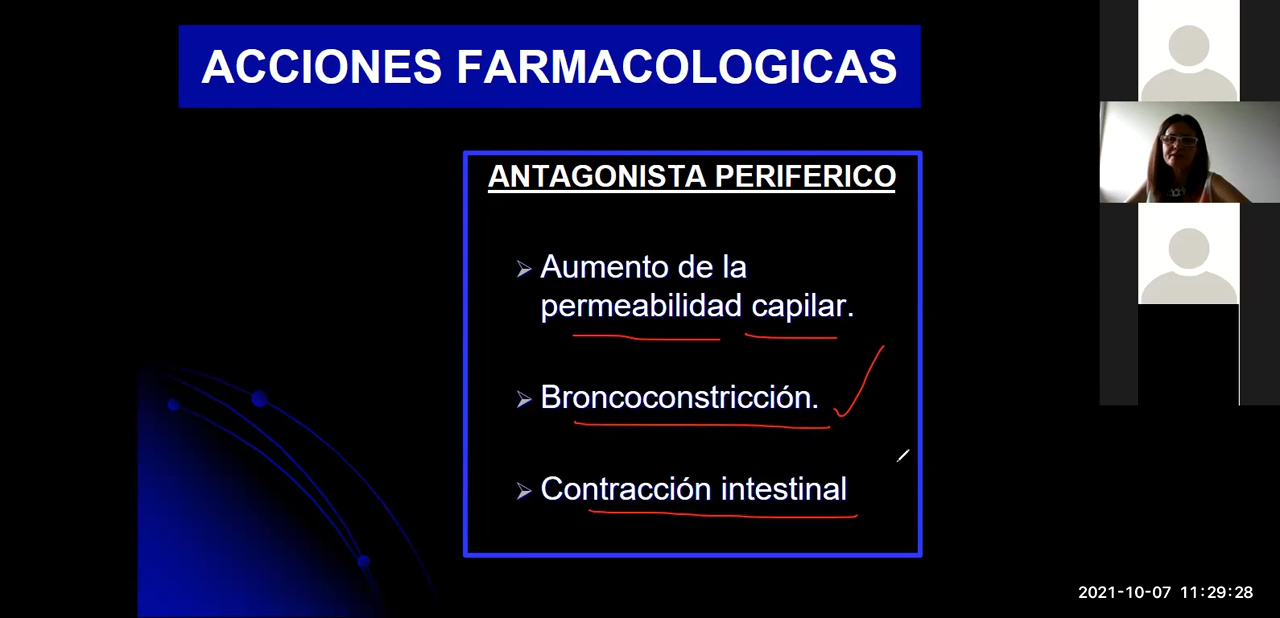 ACCIONES FARMACOLOGICAS
ANTAGONISTA PERIFERICO
Aumento de la
permeabilidad capilar.
Broncoconstricción.
Contracción intestinal
2021-10-07 11:29:28